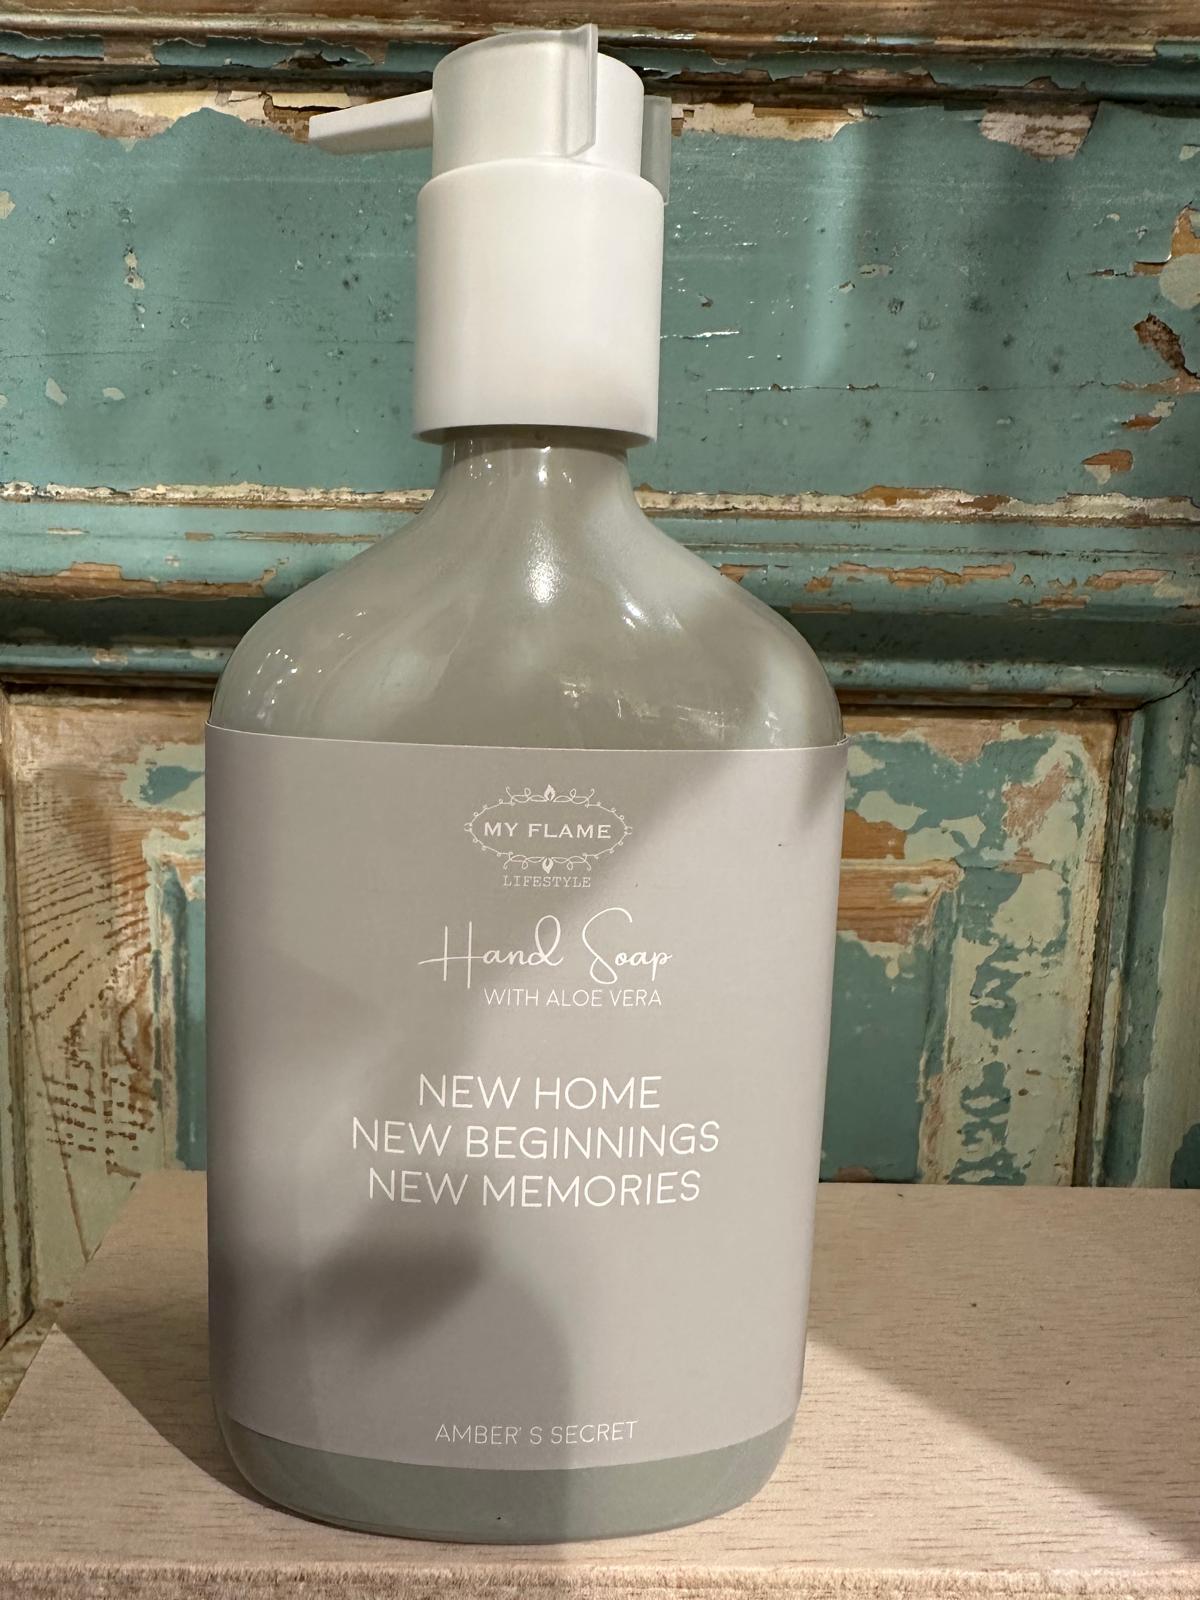 MY FLAME
LIFESTYLE
Hand Soap
WITH ALOE VERA
NEW HOME
NEW BEGINNINGS
NEW MEMORIES
AMBER' S SECRET